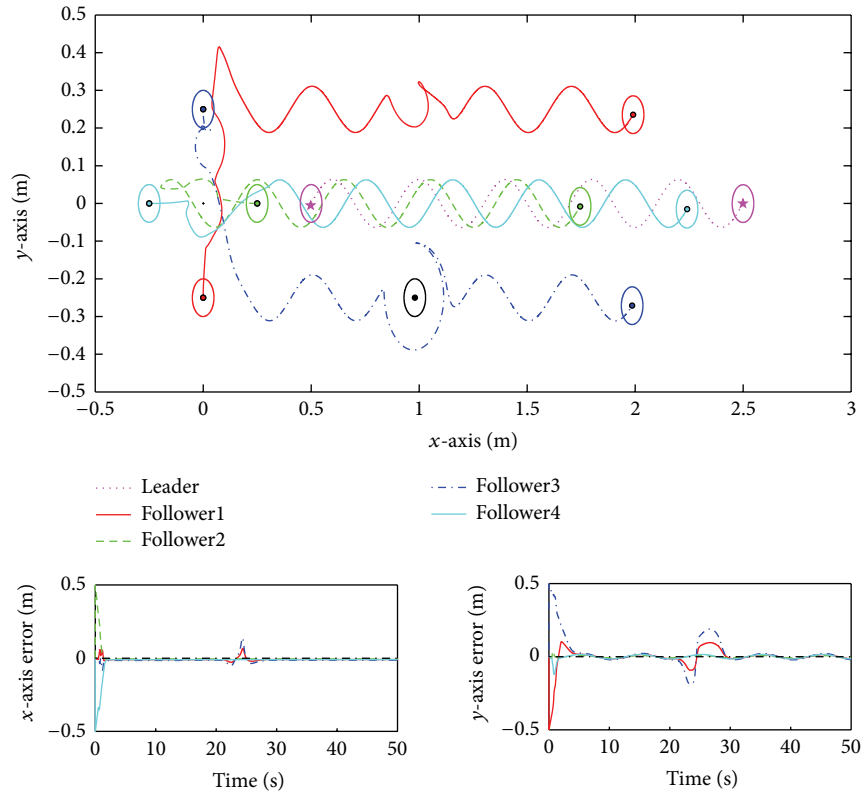 0.5
0.4
0.3
0.2
0.1
0
−0.1
−0.2
−0.3
−0.4
−0.5
y-axis (m)
−0.5 0 0.5 1 1.5 2 2.5 3
x-axis (m)
Leader
Follower1
Follower2
Follower3
Follower4
0.5
0
−0.5
x-axis error (m)
0 10 20 30 40 50
Time (s)
0.5
0
−0.5
y-axis error (m)
0 10 20 30 40 50
Time (s)